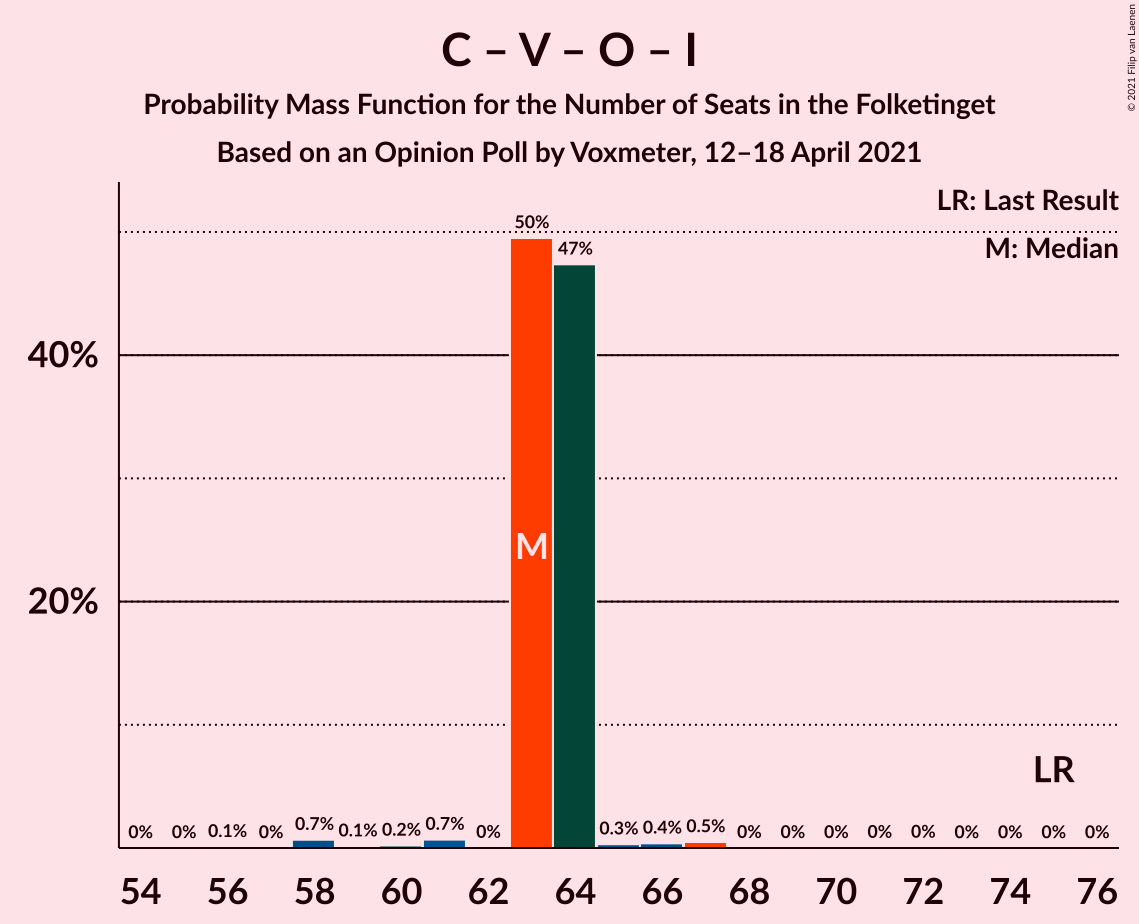 C – V – O – I
Probability Mass Function for the Number of Seats in the Folketinget
Based on an Opinion Poll by Voxmeter, 12–18 April 2021
© 2021 Filip van Laenen
LR: Last Result
M: Median
50%
47%
40%
M
20%
LR
0% 0% 0.1% 0% 0.7% 0.1% 0.2% 0.7% 0% 0.3% 0.4% 0.5% 0% 0% 0% 0% 0% 0% 0% 0% 0%
54 56 58 60 62 64 66 68 70 72 74 76